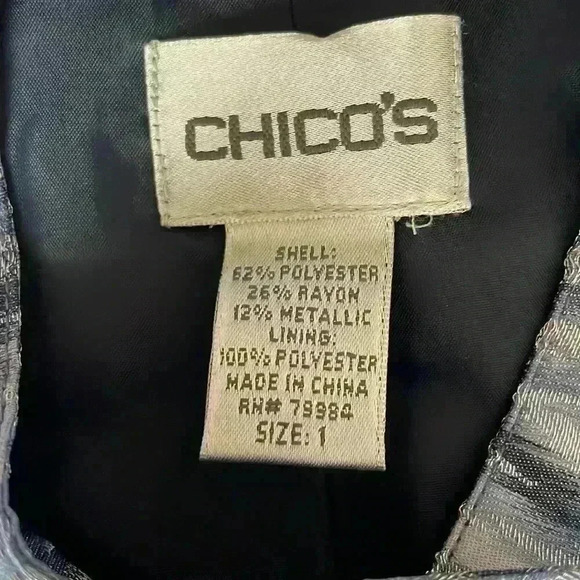 CHICO'S
SHELL:
62% POLYESTER
26% RAYON
12% METALLIC
LINING:
100% POLYESTER
MADE IN CHINA
RN# 79984
SIZE: 1